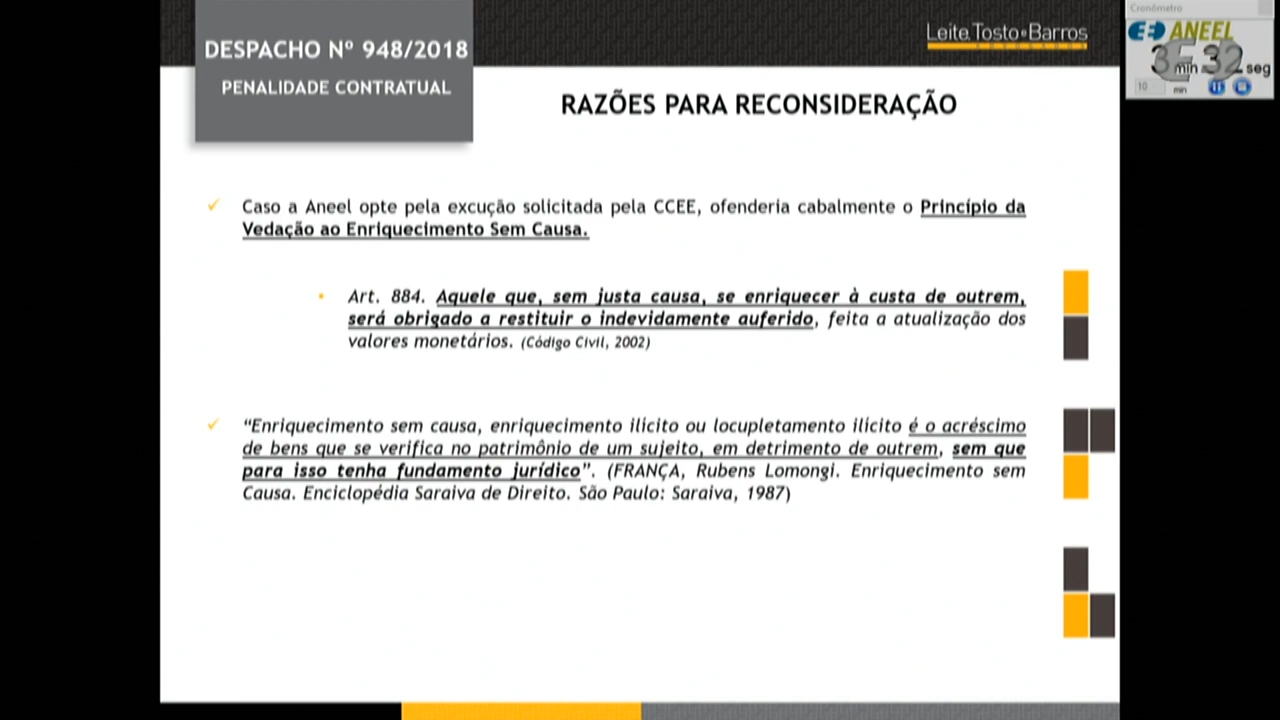 DESPACHO Nº 948/2018
PENALIDADE CONTRATUAL
Leite.Tosto•Barros
ADVOGADOS
Cronômetro
ANEEL
min 32 seg
10 min
RAZÕES PARA RECONSIDERAÇÃO
Caso a Aneel opte pela excução solicitada pela CCEE, ofenderia cabalmente o Princípio da
Vedação ao Enriquecimento Sem Causa.
Art. 884. Aquele que, sem justa causa, se enriquecer à custa de outrem,
será obrigado a restituir o indevidamente auferido, feita a atualização dos
valores monetários. (Código Civil, 2002)
“Enriquecimento sem causa, enriquecimento ilícito ou locupletamento ilícito é o acréscimo
de bens que se verifica no patrimônio de um sujeito, em detrimento de outrem, sem que
para isso tenha fundamento jurídico”. (FRANÇA, Rubens Lomongi. Enriquecimento sem
Causa. Enciclopédia Saraiva de Direito. São Paulo: Saraiva, 1987)